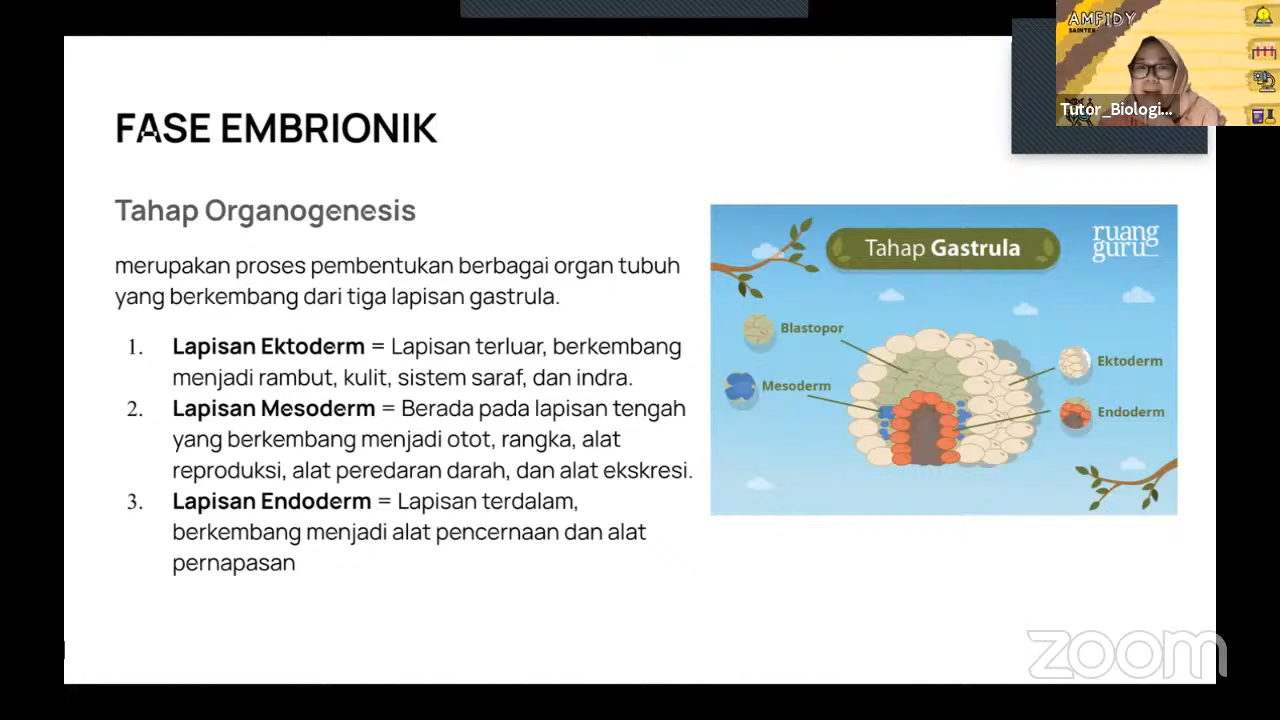 AMFIDY
SAINTEK
Tutor_Biologi...
FASE EMBRIONIK
Tahap Organogenesis
merupakan proses pembentukan berbagai organ tubuh
yang berkembang dari tiga lapisan gastrula.
1. Lapisan Ektoderm = Lapisan terluar, berkembang
menjadi rambut, kulit, sistem saraf, dan indra.
2. Lapisan Mesoderm = Berada pada lapisan tengah
yang berkembang menjadi otot, rangka, alat
reproduksi, alat peredaran darah, dan alat ekskresi.
3. Lapisan Endoderm = Lapisan terdalam,
berkembang menjadi alat pencernaan dan alat
pernapasan
Tahap Gastrula
ruang
guru
Blastopor
Mesoderm
Ektoderm
Endoderm
zoom